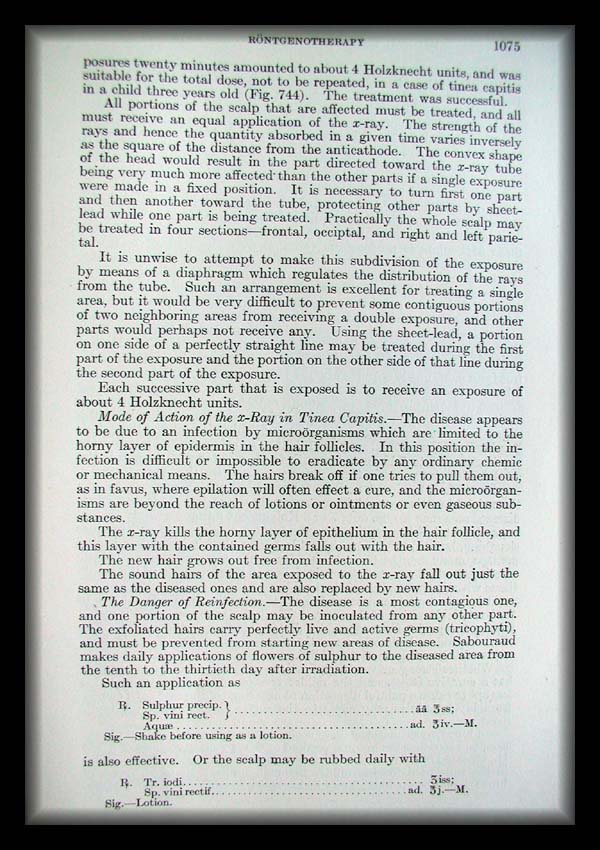 RÖNTGENOTHERAPY 1075
posures twenty minutes amounted to about 4 Holzknecht units, and was
suitable for the total dose, not to be repeated, in a case of tinea capitis
in a child three years old (Fig. 744). The treatment was successful.
All portions of the scalp that are affected must be treated, and all
must receive an equal application of the x-ray. The strength of the
rays and hence the quantity absorbed in a given time varies inversely
as the square of the distance from the anticathode. The convex shape
of the head would result in the part directed toward the x-ray tube
being very much more affected than the other parts if a single exposure
were made in a fixed position. It is necessary to turn first one part
and then another toward the tube, protecting other parts by sheet-
lead while one part is being treated. Practically the whole scalp may
be treated in four sections—frontal, occiptal, and right and left parie-
tal.
It is unwise to attempt to make this subdivision of the exposure
by means of a diaphragm which regulates the distribution of the rays
from the tube. Such an arrangement is excellent for treating a single
area, but it would be very difficult to prevent some contiguous portions
of two neighboring areas from receiving a double exposure, and other
parts would perhaps not receive any. Using the sheet-lead, a portion
on one side of a perfectly straight line may be treated during the first
part of the exposure and the portion on the other side of that line during
the second part of the exposure.
Each successive part that is exposed is to receive an exposure of
about 4 Holzknecht units.
Mode of Action of the x-Ray in Tinea Capitis.—The disease appears
to be due to an infection by microörganisms which are limited to the
horny layer of epidermis in the hair follicles. In this position the in-
fection is difficult or impossible to eradicate by any ordinary chemic
or mechanical means. The hairs break off if one tries to pull them out,
as in favus, where epilation will often effect a cure, and the microörgan-
isms are beyond the reach of lotions or ointments or even gaseous sub-
stances.
The x-ray kills the horny layer of epithelium in the hair follicle, and
this layer with the contained germs falls out with the hair.
The new hair grows out free from infection.
The sound hairs of the area exposed to the x-ray fall out just the
same as the diseased ones and are also replaced by new hairs.
The Danger of Reinfection.—The disease is a most contagious one,
and one portion of the scalp may be inoculated from any other part.
The exfoliated hairs carry perfectly live and active germs (tricophyti),
and must be prevented from starting new areas of disease. Sabouraud
makes daily applications of flowers of sulphur to the diseased area from
the tenth to the thirtieth day after irradiation.
Such an application as
℞. Sulphur precip. }
Sp. vini rect. } ........ āā ʒss;
Aquæ ........ ad. ʒiv.—M.
Sig.—Shake before using as a lotion.
is also effective. Or the scalp may be rubbed daily with
℞. Tr. iodi........ ʒiss;
Sp. vini rectif........ ad. ʒj.—M.
Sig.—Lotion.